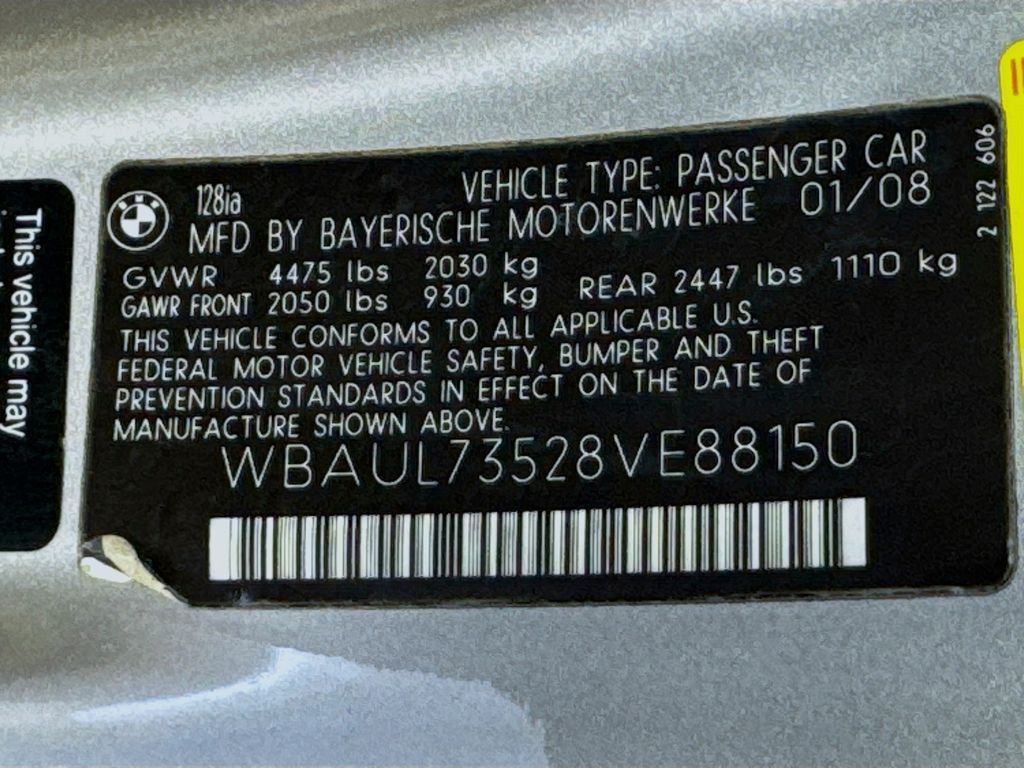 This vehicle may
128ia
VEHICLE TYPE: PASSENGER CAR
MFD BY BAYERISCHE MOTORENWERKE 01/08
GVWR 4475 lbs 2030 kg
GAWR FRONT 2050 lbs 930 kg REAR 2447 lbs 1110 kg
THIS VEHICLE CONFORMS TO ALL APPLICABLE U.S.
FEDERAL MOTOR VEHICLE SAFETY, BUMPER AND THEFT
PREVENTION STANDARDS IN EFFECT ON THE DATE OF
MANUFACTURE SHOWN ABOVE.
WBAUL73528VE88150
2 122 606